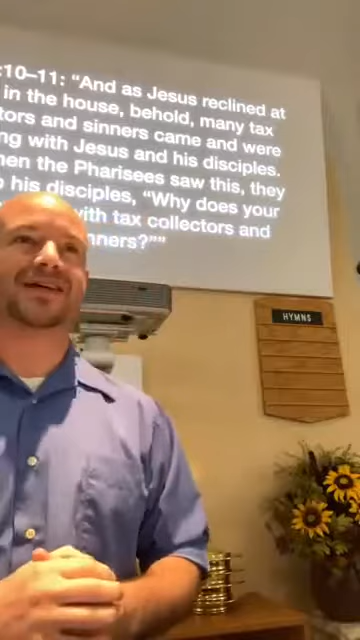 :10–11: “And as Jesus reclined at
in the house, behold, many tax
tors and sinners came and were
ng with Jesus and his disciples.
hen the Pharisees saw this, they
his disciples, “Why does your
with tax collectors and
nners?””
HYMNS